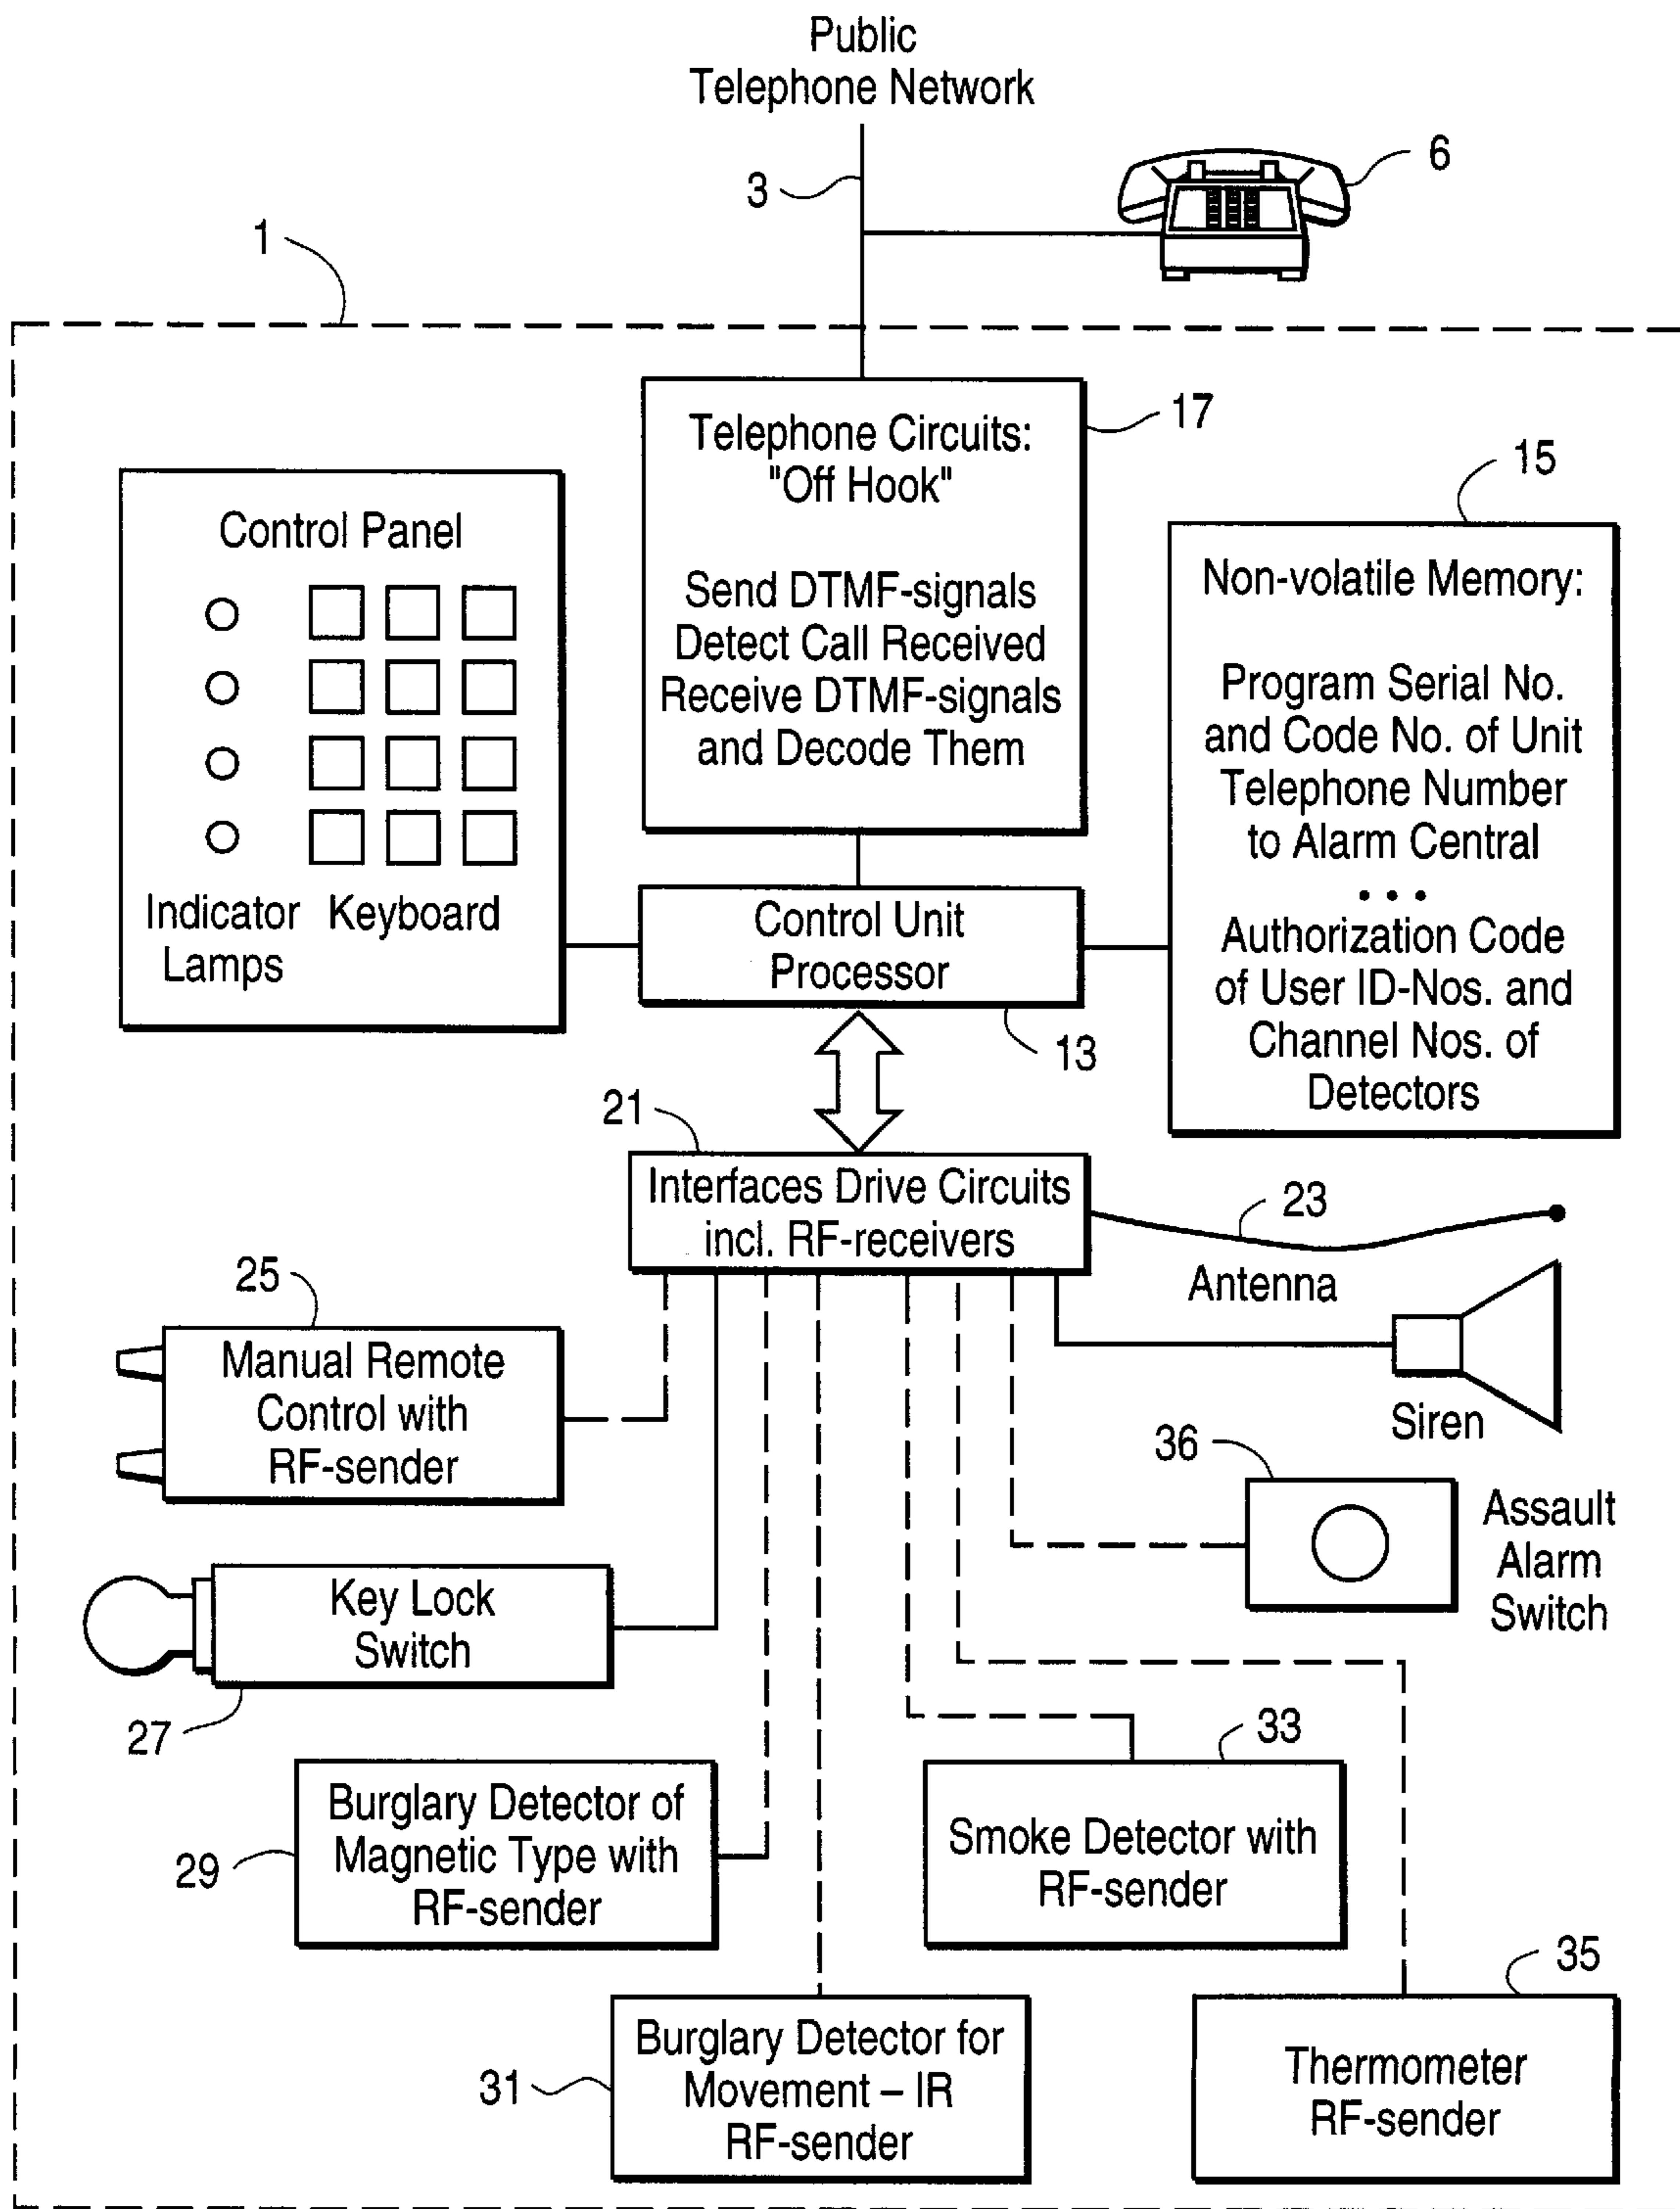 Public
Telephone Network
3
6
1
17
Telephone Circuits:
"Off Hook"
Send DTMF-signals
Detect Call Received
Receive DTMF-signals
and Decode Them
15
Control Panel
Indicator
Lamps
Keyboard
Non-volatile Memory:
Program Serial No.
and Code No. of Unit
Telephone Number
to Alarm Central
• • •
Authorization Code
of User ID-Nos. and
Channel Nos. of
Detectors
Control Unit
Processor
13
21
Interfaces Drive Circuits
incl. RF-receivers
23
Antenna
25
Manual Remote
Control with
RF-sender
Siren
36
Assault
Alarm
Switch
Key Lock
Switch
27
33
29
Burglary Detector of
Magnetic Type with
RF-sender
Smoke Detector with
RF-sender
35
31
Burglary Detector for
Movement – IR
RF-sender
Thermometer
RF-sender